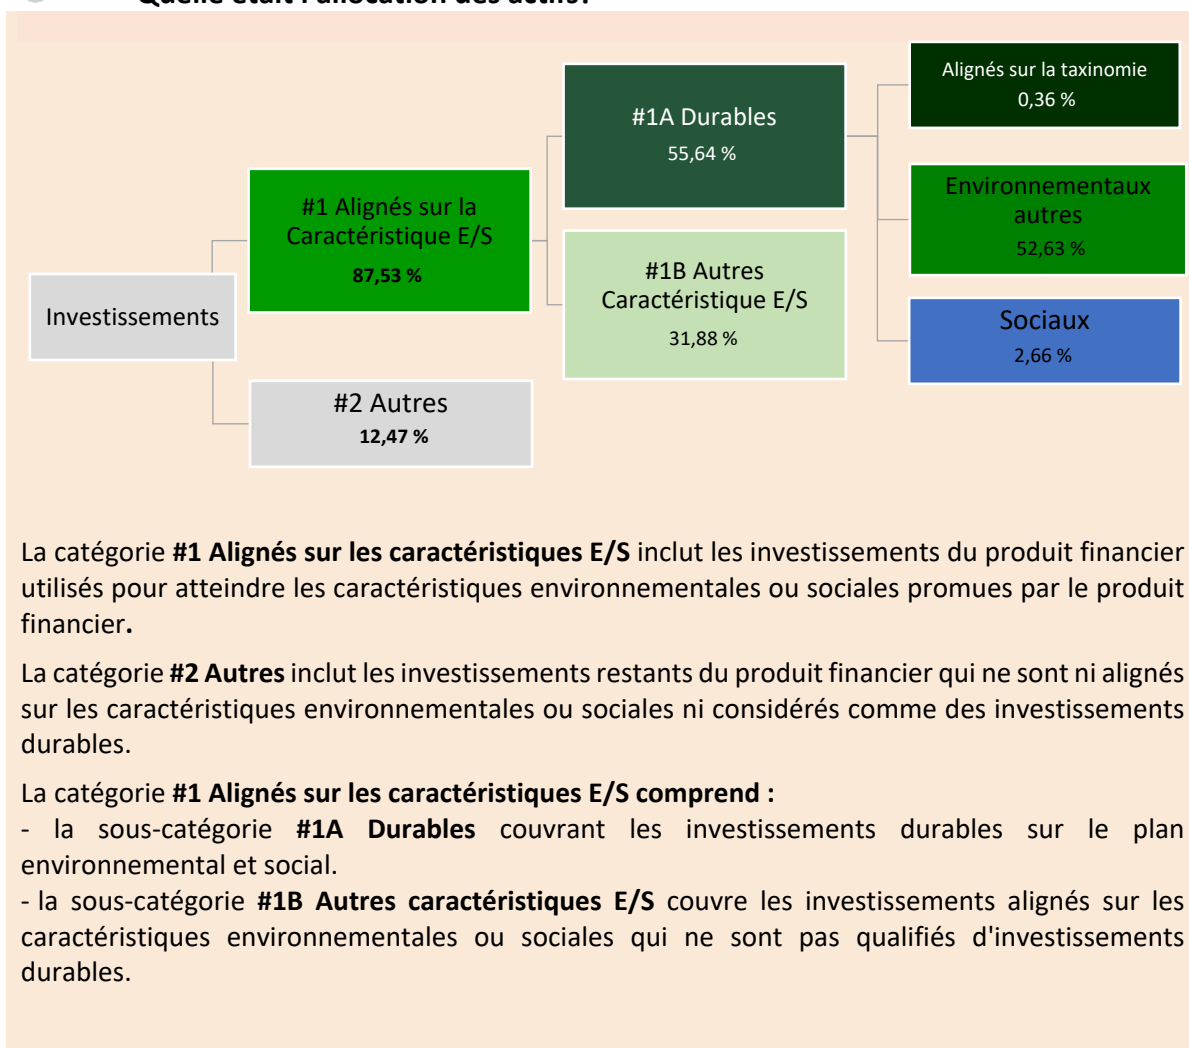 Quelle était l'allocation des actifs?
Alignés sur la taxinomie
0,36 %
#1A Durables
55,64 %
Environnementaux
autres
52,63 %
#1 Alignés sur la
Caractéristique E/S
87,53 %
#1B Autres
Caractéristique E/S
31,88 %
Investissements
Sociaux
2,66 %
#2 Autres
12,47 %
La catégorie #1 Alignés sur les caractéristiques E/S inclut les investissements du produit financier
utilisés pour atteindre les caractéristiques environnementales ou sociales promues par le produit
financier.
La catégorie #2 Autres inclut les investissements restants du produit financier qui ne sont ni alignés
sur les caractéristiques environnementales ou sociales ni considérés comme des investissements
durables.
La catégorie #1 Alignés sur les caractéristiques E/S comprend :
- la sous-catégorie #1A Durables couvrant les investissements durables sur le plan
environnemental et social.
- la sous-catégorie #1B Autres caractéristiques E/S couvre les investissements alignés sur les
caractéristiques environnementales ou sociales qui ne sont pas qualifiés d'investissements
durables.